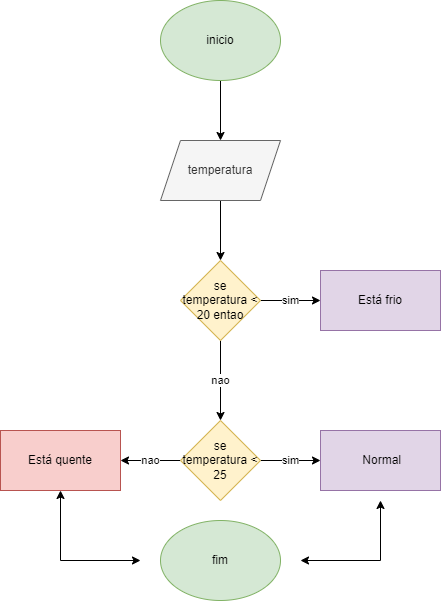 inicio
temperatura
se
temperatura <
20 entao
sim
Está frio
nao
Está quente
nao
se
temperatura <
25
sim
Normal
fim